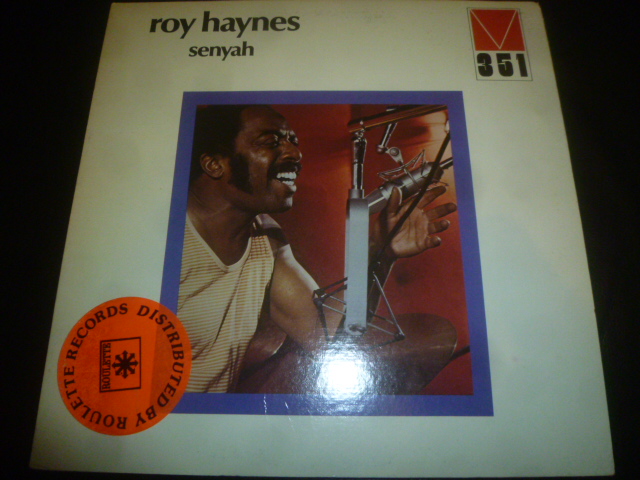 roy haynes
senyah
351
ROULETTE RECORDS DISTRIBUTED BY
ROULETTE